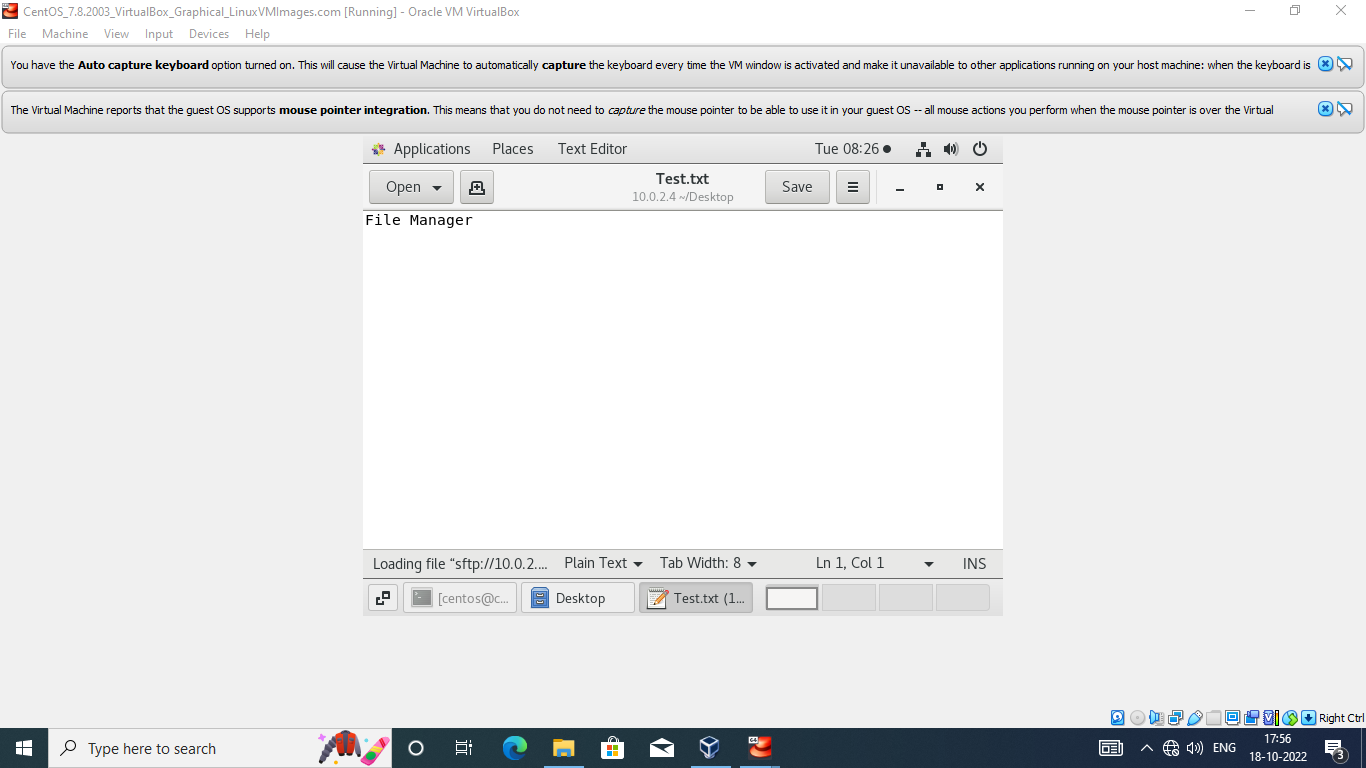 CentOS_7.8.2003_VirtualBox_Graphical_LinuxVMImages.com [Running] - Oracle VM VirtualBox
File Machine View Input Devices Help
You have the Auto capture keyboard option turned on. This will cause the Virtual Machine to automatically capture the keyboard every time the VM window is activated and make it unavailable to other applications running on your host machine: when the keyboard is
The Virtual Machine reports that the guest OS supports mouse pointer integration. This means that you do not need to capture the mouse pointer to be able to use it in your guest OS -- all mouse actions you perform when the mouse pointer is over the Virtual
Applications Places Text Editor Tue 08:26
Open Test.txt Save
10.0.2.4 ~/Desktop
File Manager
Loading file “sftp://10.0.2.... Plain Text Tab Width: 8 Ln 1, Col 1 INS
[centos@c... Desktop Test.txt (1...
Right Ctrl
Type here to search ENG 17:56
18-10-2022 3